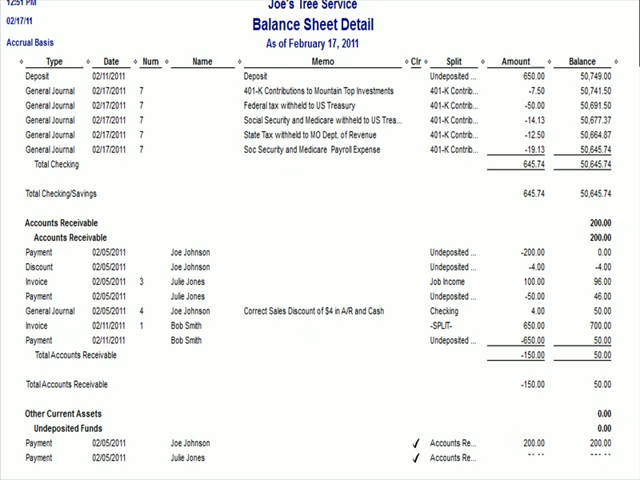 12:51 PM
Joe's Tree Service
02/17/11
Balance Sheet Detail
Accrual Basis
As of February 17, 2011
Type Date Num Name Memo Clr Split Amount Balance
Deposit 02/11/2011 Deposit Undeposited ... 650.00 50,749.00
General Journal 02/17/2011 7 401-K Contributions to Mountain Top Investments 401-K Contrib... -7.50 50,741.50
General Journal 02/17/2011 7 Federal tax withheld to US Treasury 401-K Contrib... -50.00 50,691.50
General Journal 02/17/2011 7 Social Security and Medicare withheld to US Trea... 401-K Contrib... -14.13 50,677.37
General Journal 02/17/2011 7 State Tax withheld to MO Dept. of Revenue 401-K Contrib... -12.50 50,664.87
General Journal 02/17/2011 7 Soc Security and Medicare Payroll Expense 401-K Contrib... -19.13 50,645.74
Total Checking 645.74 50,645.74
Total Checking/Savings 645.74 50,645.74
Accounts Receivable 200.00
Accounts Receivable 200.00
Payment 02/05/2011 Joe Johnson Undeposited ... -200.00 0.00
Discount 02/05/2011 Joe Johnson Undeposited ... -4.00 -4.00
Invoice 02/05/2011 3 Julie Jones Job Income 100.00 96.00
Payment 02/05/2011 Julie Jones Undeposited ... -50.00 46.00
General Journal 02/05/2011 4 Joe Johnson Correct Sales Discount of $4 in A/R and Cash Checking 4.00 50.00
Invoice 02/11/2011 1 Bob Smith -SPLIT- 650.00 700.00
Payment 02/11/2011 Bob Smith Undeposited ... -650.00 50.00
Total Accounts Receivable -150.00 50.00
Total Accounts Receivable -150.00 50.00
Other Current Assets 0.00
Undeposited Funds 0.00
Payment 02/05/2011 Joe Johnson ✓ Accounts Re... 200.00 200.00
Payment 02/05/2011 Julie Jones ✓ Accounts Re...